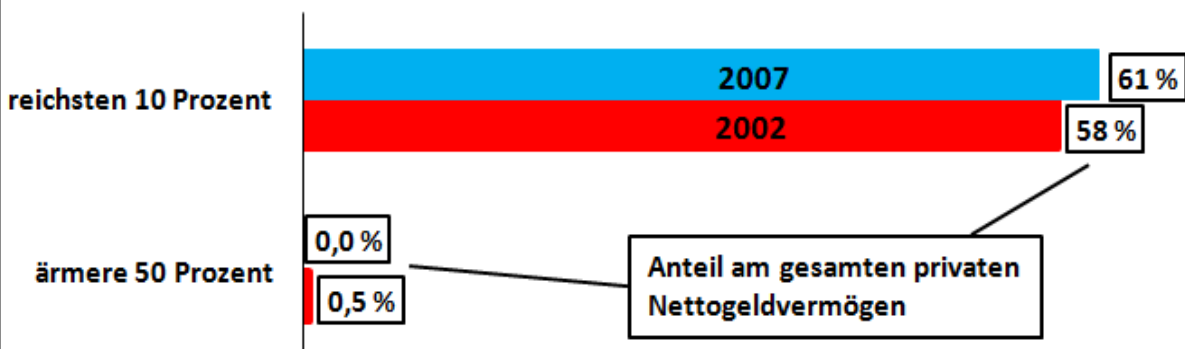 reichsten 10 Prozent
2007
61 %
2002
58 %
ärmere 50 Prozent
0,0 %
0,5 %
Anteil am gesamten privaten
Nettogeldvermögen